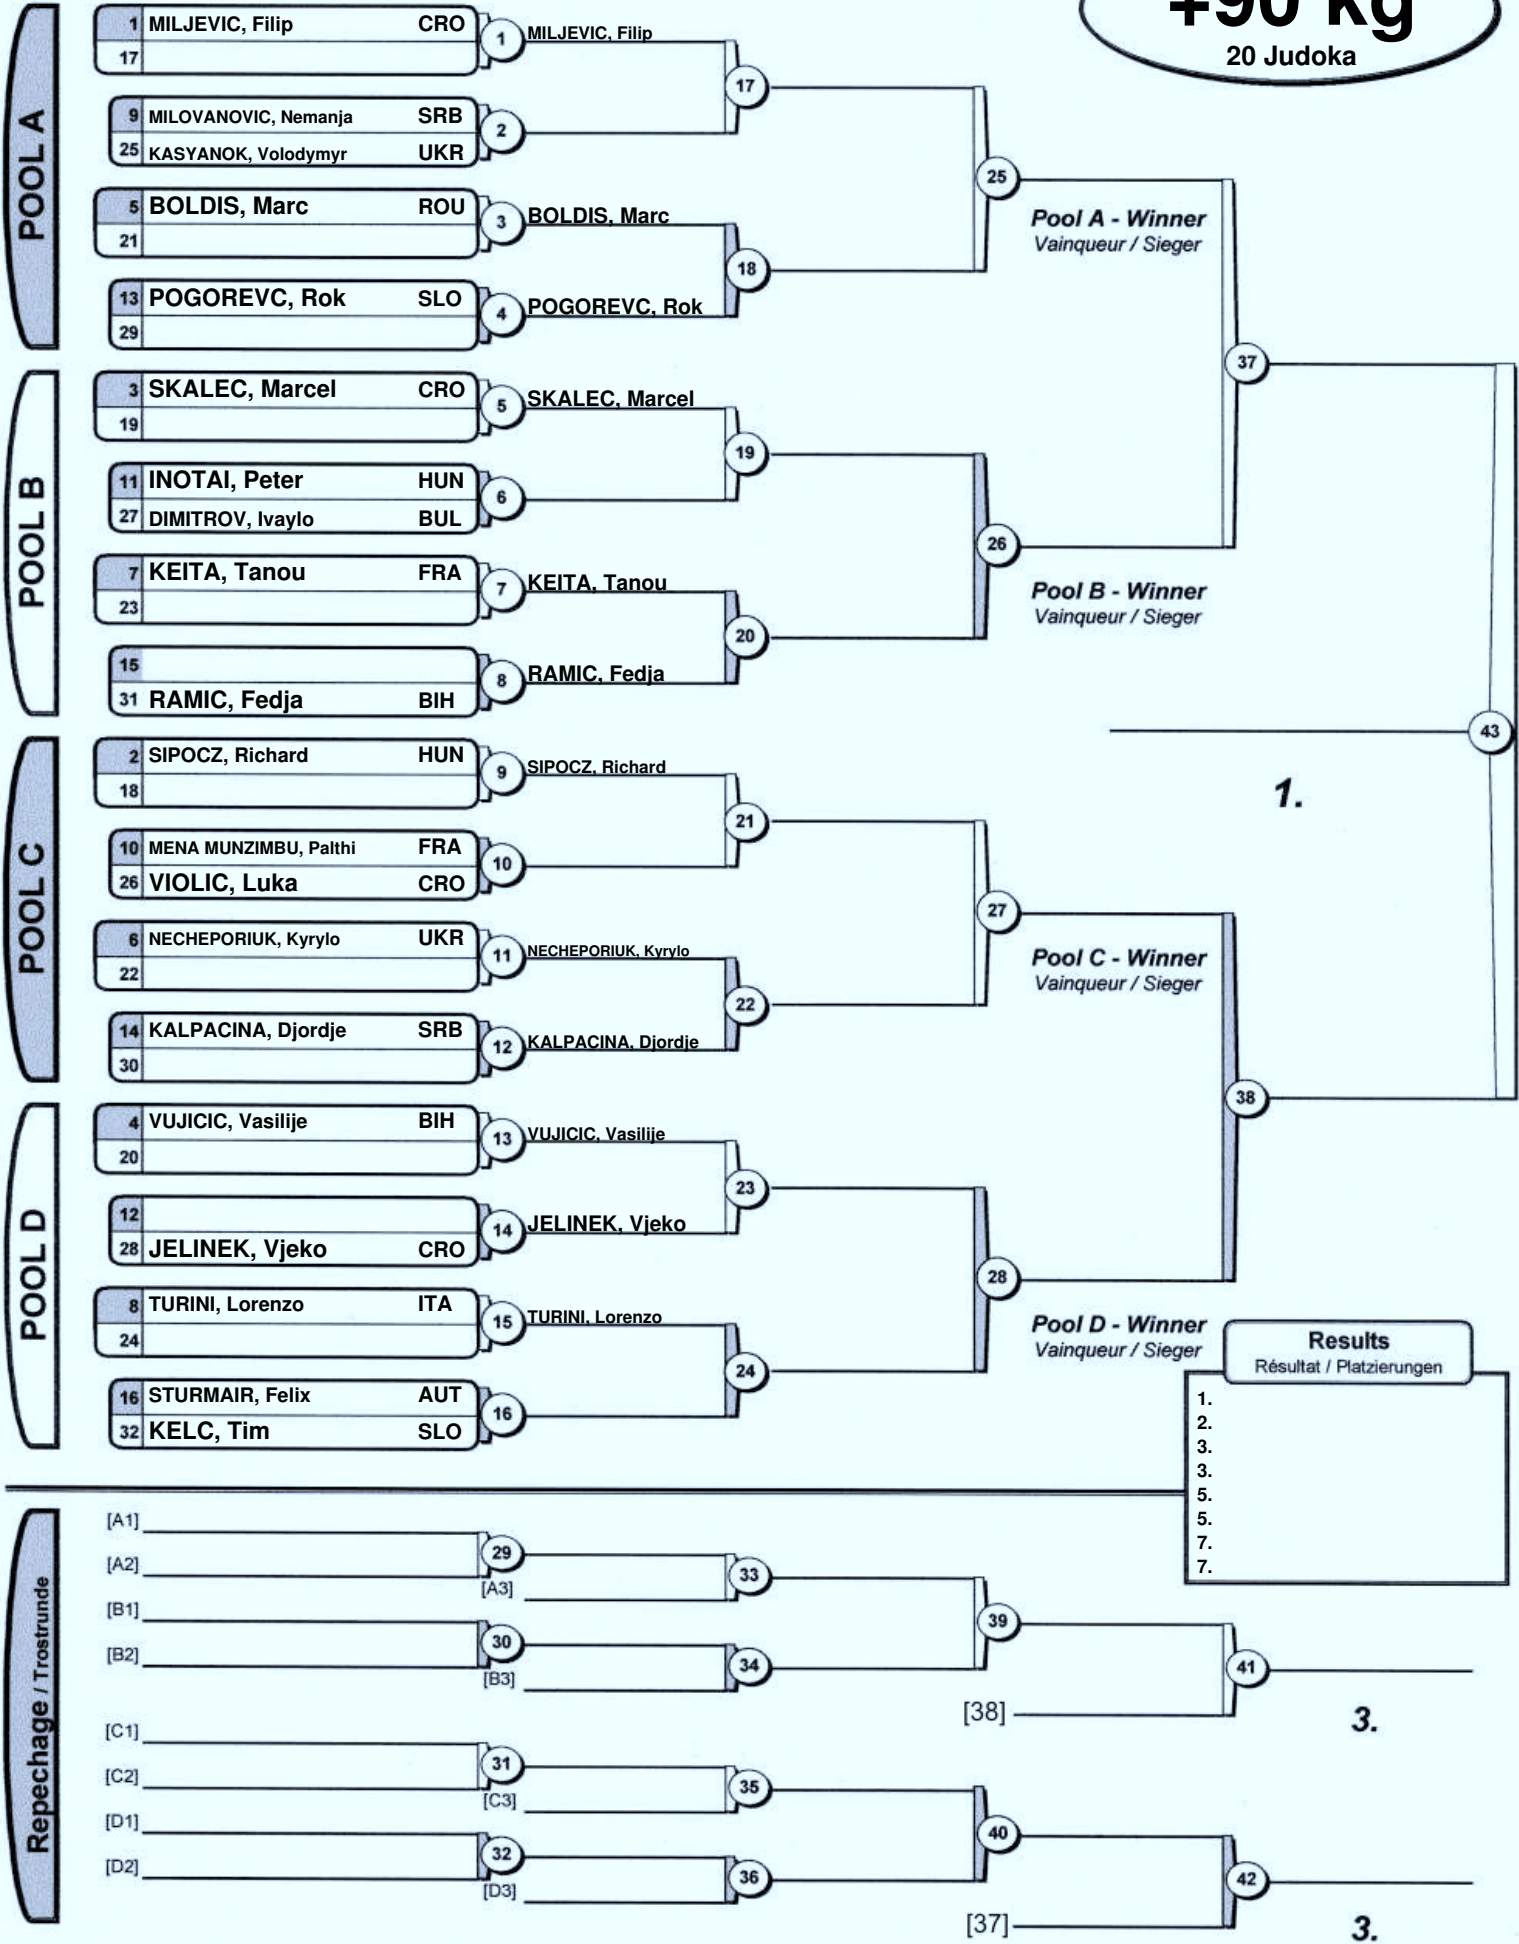 +90 kg
20 Judoka
POOL A
1 MILJEVIC, Filip CRO
17
1
MILJEVIC, Filip
17
9 MILOVANOVIC, Nemanja SRB
25 KASYANOK, Volodymyr UKR
2
25
5 BOLDIS, Marc ROU
21
3
BOLDIS, Marc
18
Pool A - Winner
Vainqueur / Sieger
13 POGOREVC, Rok SLO
29
4
POGOREVC, Rok
37
POOL B
3 SKALEC, Marcel CRO
19
5
SKALEC, Marcel
19
11 INOTAI, Peter HUN
27 DIMITROV, Ivaylo BUL
6
26
7 KEITA, Tanou FRA
23
7
KEITA, Tanou
20
Pool B - Winner
Vainqueur / Sieger
15
31 RAMIC, Fedja BIH
8
RAMIC, Fedja
43
1.
POOL C
2 SIPOCZ, Richard HUN
18
9
SIPOCZ, Richard
21
10 MENA MUNZIMBU, Palthi FRA
26 VIOLIC, Luka CRO
10
27
6 NECHEPORIUK, Kyrylo UKR
22
11
NECHEPORIUK, Kyrylo
22
Pool C - Winner
Vainqueur / Sieger
14 KALPACINA, Djordje SRB
30
12
KALPACINA, Djordje
38
POOL D
4 VUJICIC, Vasilije BIH
20
13
VUJICIC, Vasilije
23
12
28 JELINEK, Vjeko CRO
14
JELINEK, Vjeko
28
8 TURINI, Lorenzo ITA
24
15
TURINI, Lorenzo
24
Pool D - Winner
Vainqueur / Sieger
16 STURMAIR, Felix AUT
32 KELC, Tim SLO
16
Results
Résultat / Platzierungen
1.
2.
3.
3.
5.
5.
7.
7.
Repechage / Trostrunde
[A1]
[A2]
29
[A3]
33
[B1]
[B2]
30
[B3]
34
39
[38]
41
3.
[C1]
[C2]
31
[C3]
35
[D1]
[D2]
32
[D3]
36
40
[37]
42
3.